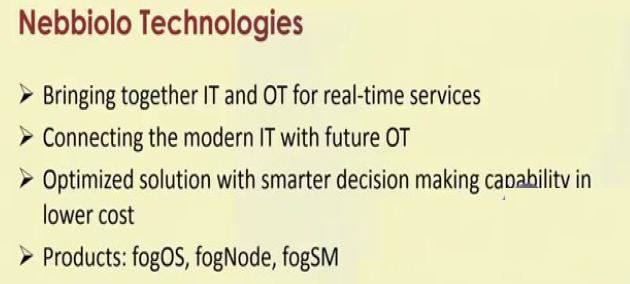 Nebbiolo Technologies
➢ Bringing together IT and OT for real-time services
➢ Connecting the modern IT with future OT
➢ Optimized solution with smarter decision making capability in
lower cost
➢ Products: fogOS, fogNode, fogSM